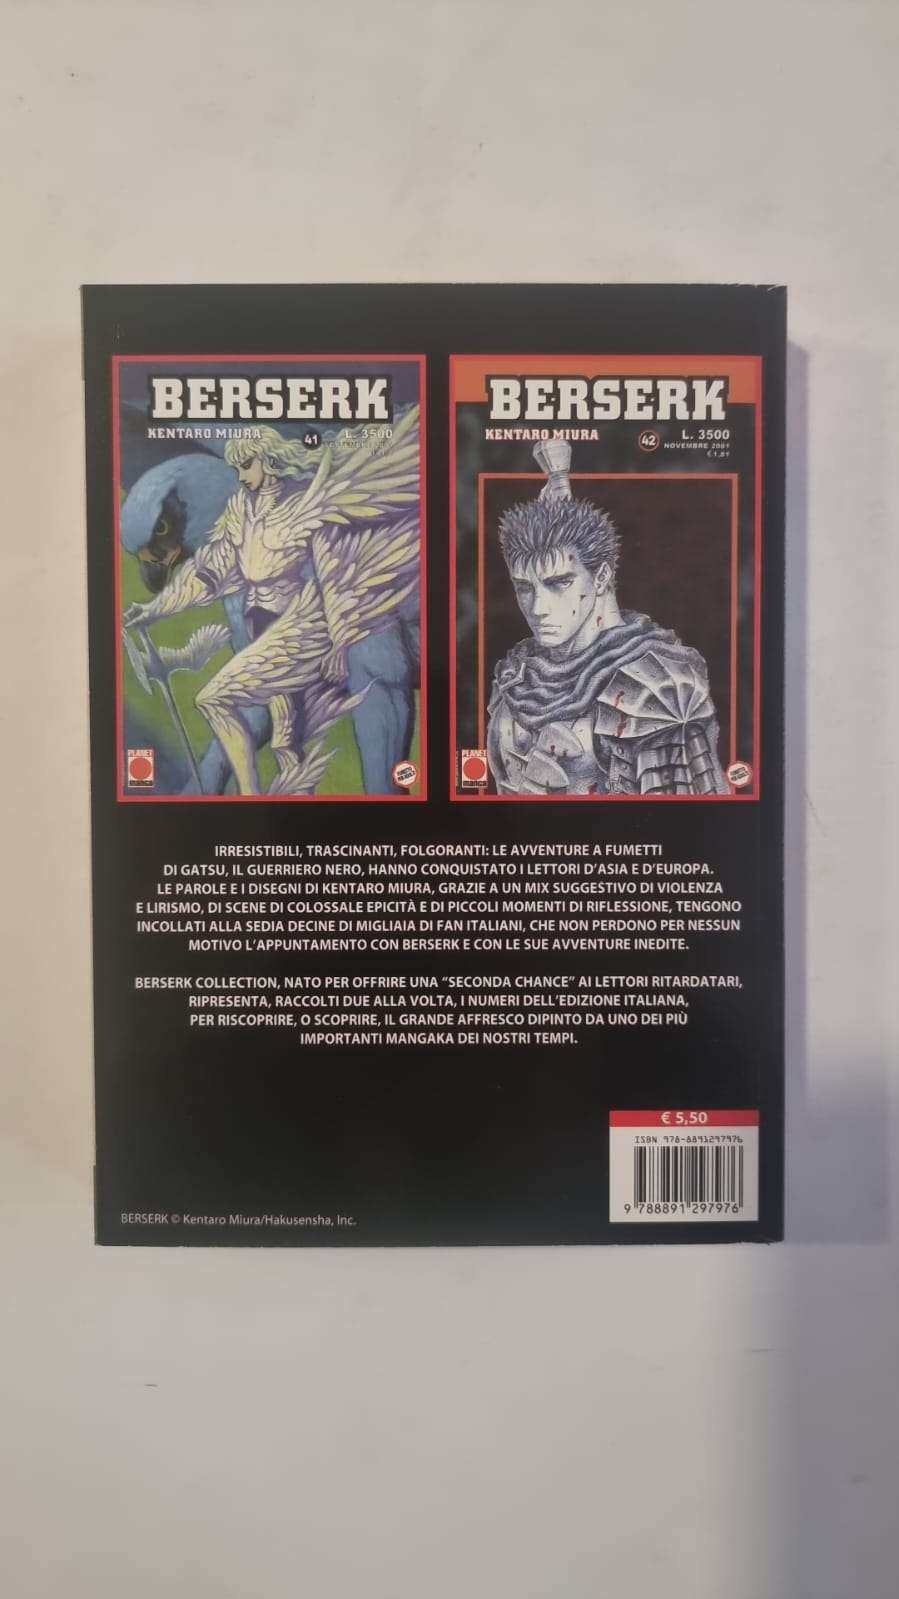 BERSERK
KENTARO MIURA
41
L. 3500
PLANET
manga
BERSERK
KENTARO MIURA
42
L. 3500
NOVEMBRE 2001
€ 1,81
PLANET
manga
IRRESISTIBILI, TRASCINANTI, FOLGORANTI: LE AVVENTURE A FUMETTI
DI GATSU, IL GUERRIERO NERO, HANNO CONQUISTATO I LETTORI D'ASIA E D'EUROPA.
LE PAROLE E I DISEGNI DI KENTARO MIURA, GRAZIE A UN MIX SUGGESTIVO DI VIOLENZA
E LIRISMO, DI SCENE DI COLOSSALE EPICITÀ E DI PICCOLI MOMENTI DI RIFLESSIONE, TENGONO
INCOLLATI ALLA SEDIA DECINE DI MIGLIAIA DI FAN ITALIANI, CHE NON PERDONO PER NESSUN
MOTIVO L'APPUNTAMENTO CON BERSERK E CON LE SUE AVVENTURE INEDITE.
BERSERK COLLECTION, NATO PER OFFRIRE UNA "SECONDA CHANCE" AI LETTORI RITARDATARI,
RIPRESENTA, RACCOLTI DUE ALLA VOLTA, I NUMERI DELL'EDIZIONE ITALIANA,
PER RISCOPRIRE, O SCOPRIRE, IL GRANDE AFFRESCO DIPINTO DA UNO DEI PIÙ
IMPORTANTI MANGAKA DEI NOSTRI TEMPI.
€ 5,50
ISBN 978-8891297976
9 788891 297976
BERSERK © Kentaro Miura/Hakusensha, Inc.